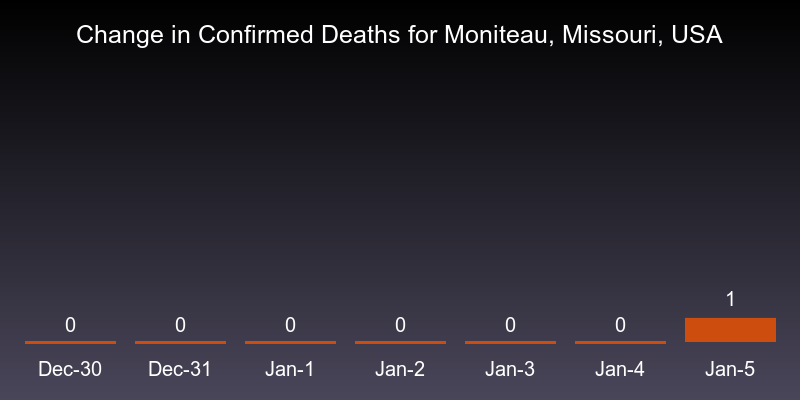 Change in Confirmed Deaths for Moniteau, Missouri, USA
0 0 0 0 0 0 1
Dec-30 Dec-31 Jan-1 Jan-2 Jan-3 Jan-4 Jan-5